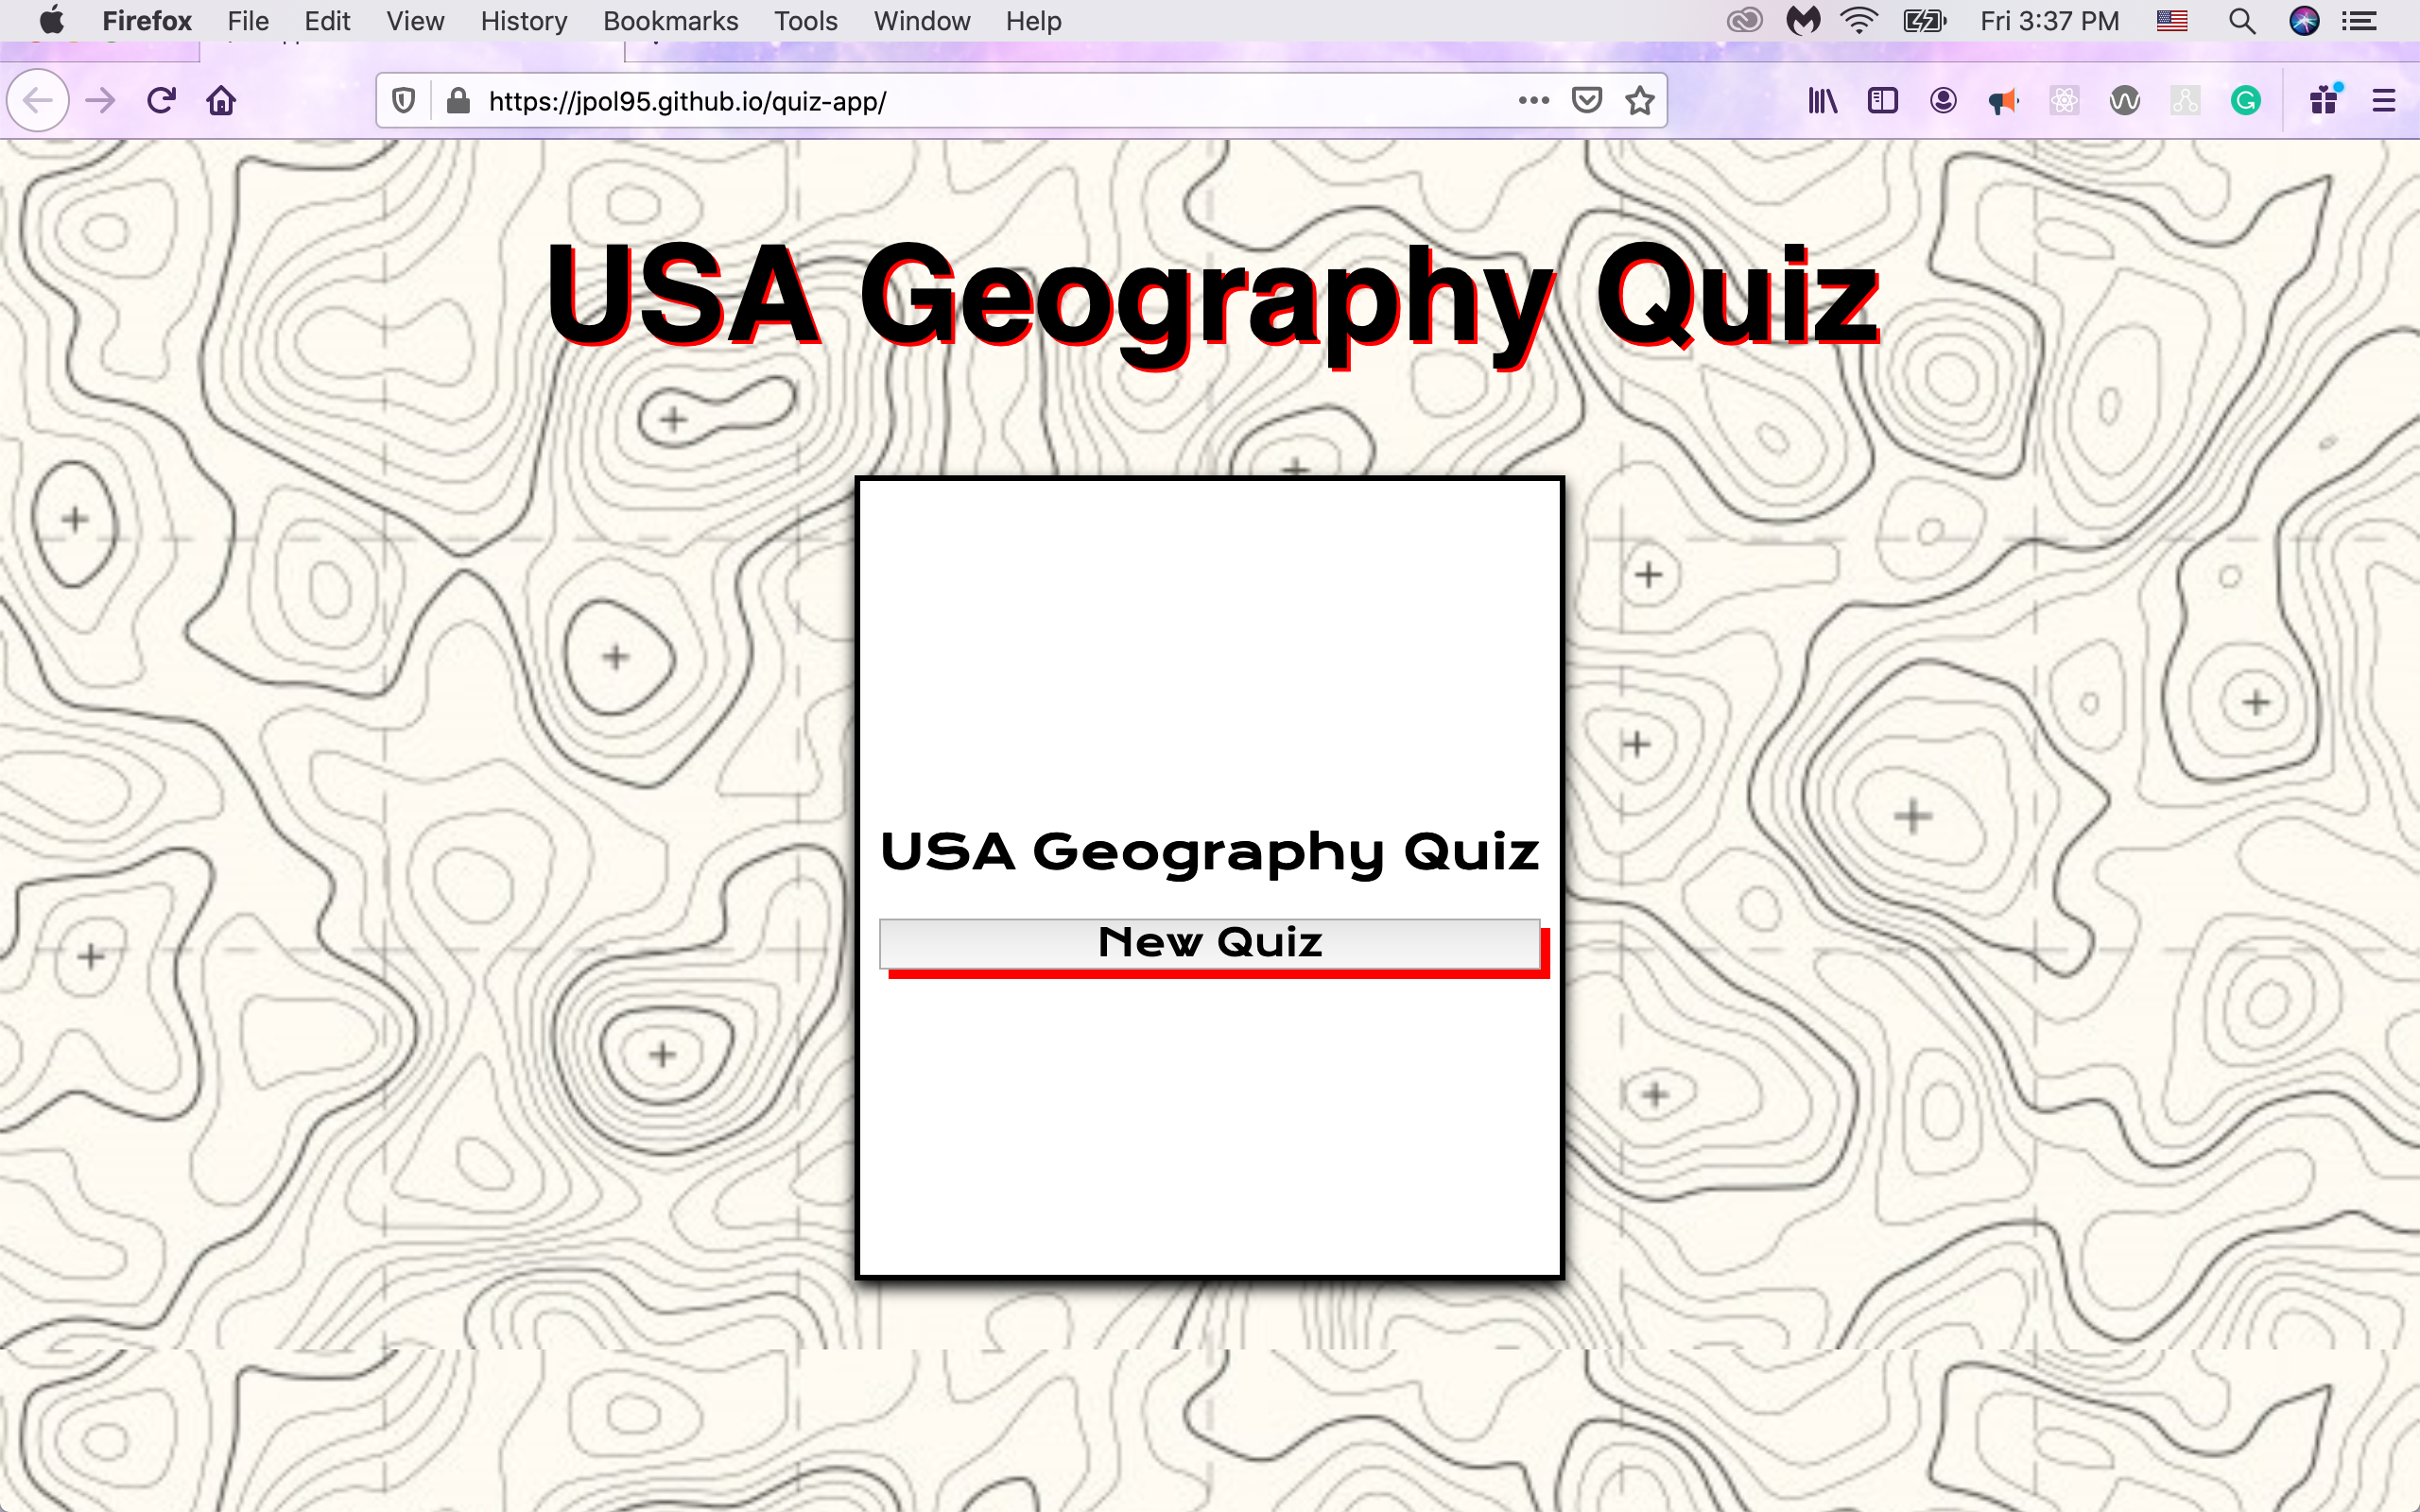 Firefox File Edit View History Bookmarks Tools Window Help Fri 3:37 PM
https://jpol95.github.io/quiz-app/
USA Geography Quiz
USA Geography Quiz
New Quiz